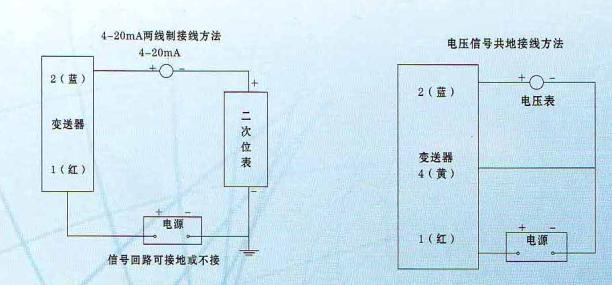 4-20mA两线制接线方法
4-20mA
+ -
2（蓝）
变送器
1（红）
+
二次位表
-
+ -
电源
信号回路可接地或不接
电压信号共地接线方法
+ -
电压表
2（蓝）
变送器
4（黄）
1（红）
+ -
电源